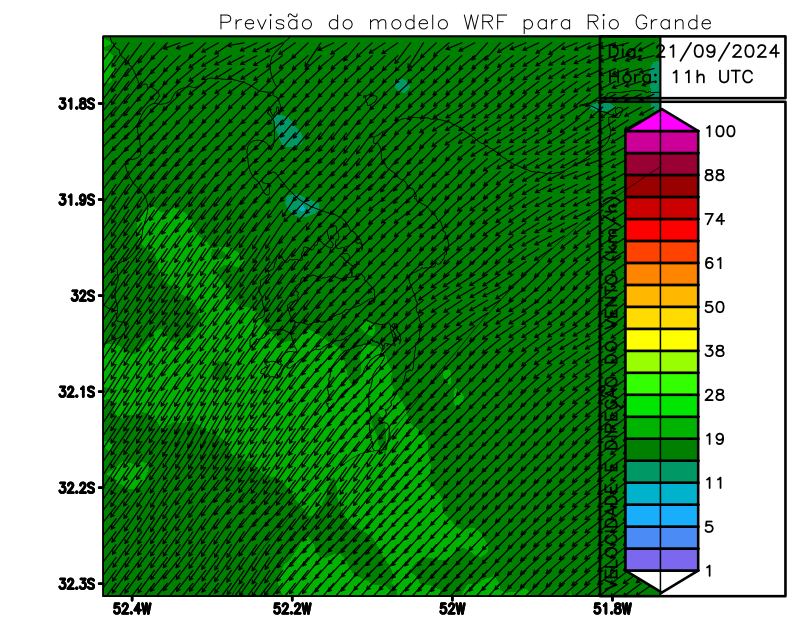 Previsão do modelo WRF para Rio Grande
Dia: 21/09/2024
Hora: 11h UTC
31.8S
31.9S
32S
32.1S
32.2S
32.3S
52.4W
52.2W
52W
51.8W
VELOCIDADE E DIREÇÃO DO VENTO (km/h)
100
88
74
61
50
38
28
19
11
5
1